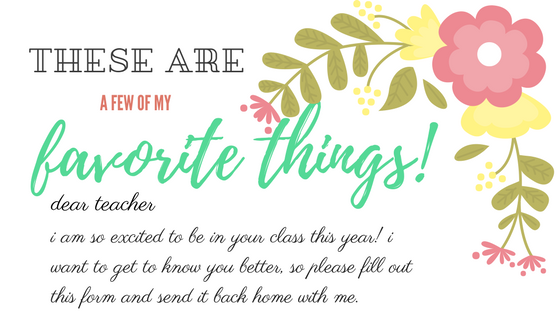 THESE ARE
A FEW OF MY
favorite things!
dear teacher
i am so excited to be in your class this year! i
want to get to know you better, so please fill out
this form and send it back home with me.